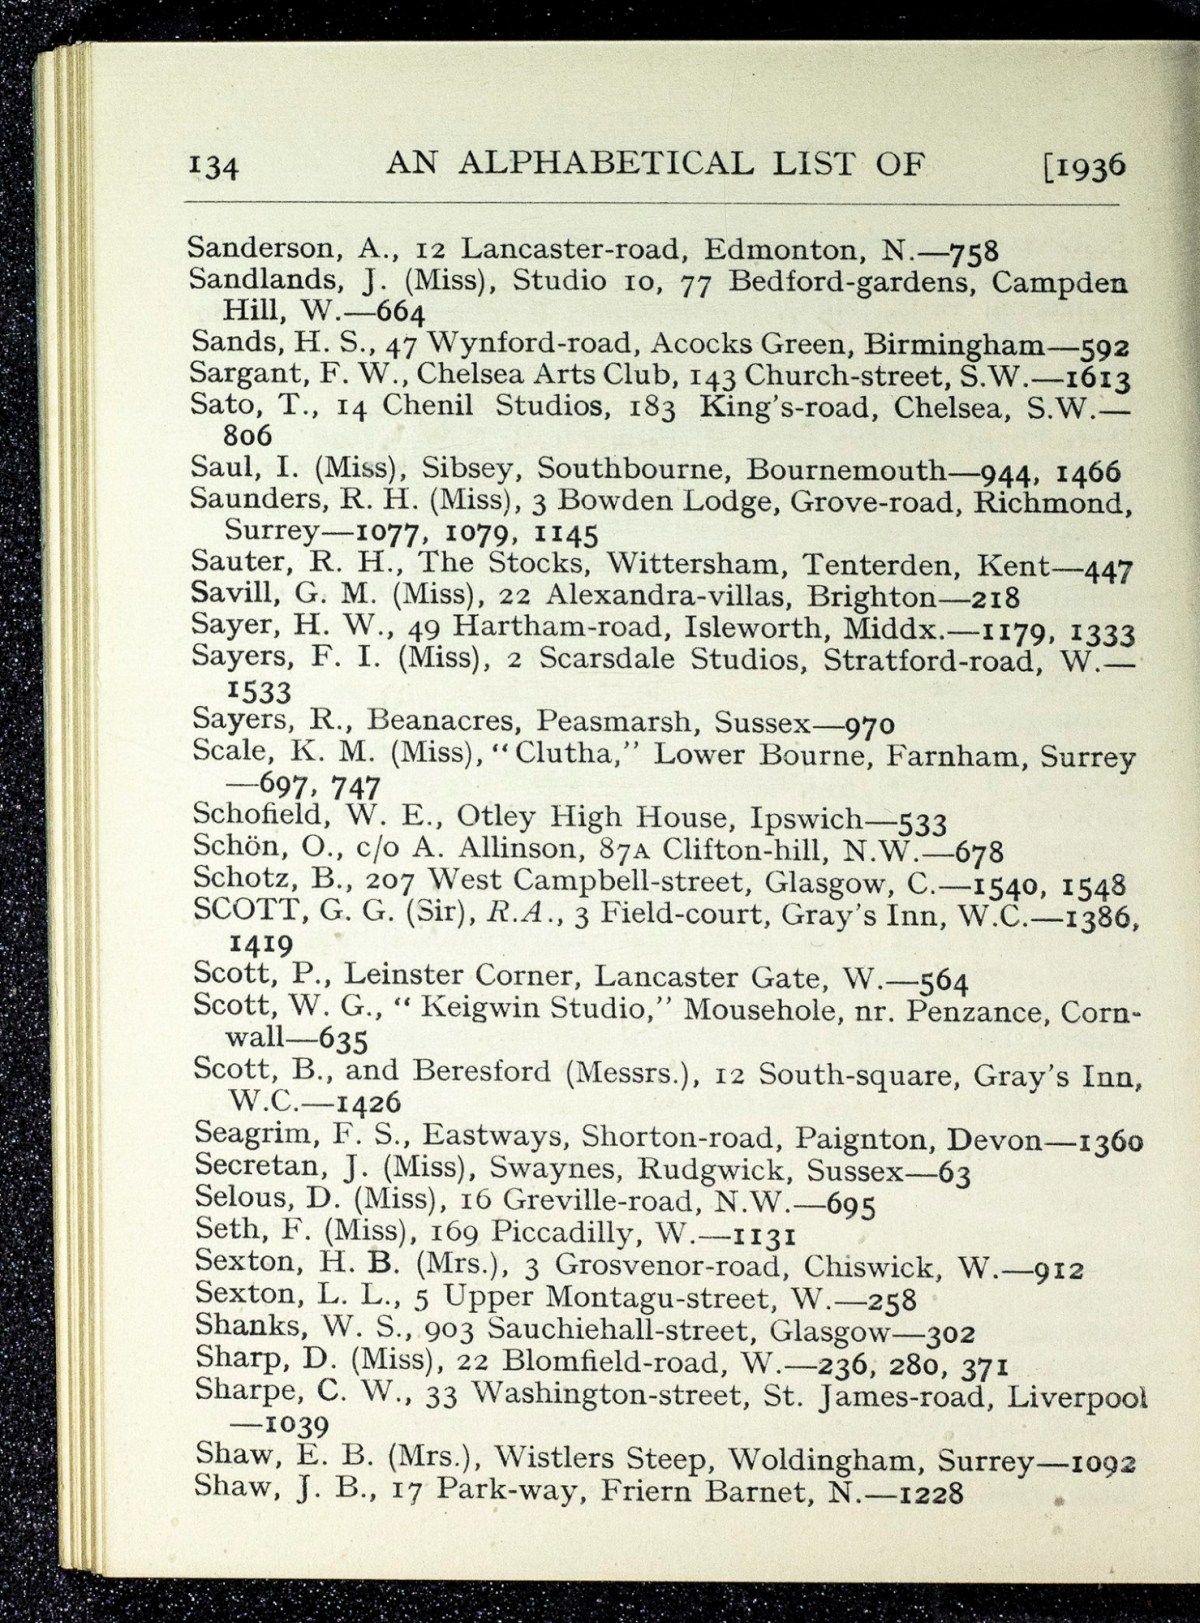 134 AN ALPHABETICAL LIST OF [1936
Sanderson, A., 12 Lancaster-road, Edmonton, N.—758
Sandlands, J. (Miss), Studio 10, 77 Bedford-gardens, Campden
Hill, W.—664
Sands, H. S., 47 Wynford-road, Acocks Green, Birmingham—592
Sargant, F. W., Chelsea Arts Club, 143 Church-street, S.W.—1613
Sato, T., 14 Chenil Studios, 183 King's-road, Chelsea, S.W.—
806
Saul, I. (Miss), Sibsey, Southbourne, Bournemouth—944, 1466
Saunders, R. H. (Miss), 3 Bowden Lodge, Grove-road, Richmond,
Surrey—1077, 1079, 1145
Sauter, R. H., The Stocks, Wittersham, Tenterden, Kent—447
Savill, G. M. (Miss), 22 Alexandra-villas, Brighton—218
Sayer, H. W., 49 Hartham-road, Isleworth, Middx.—1179, 1333
Sayers, F. I. (Miss), 2 Scarsdale Studios, Stratford-road, W.—
1533
Sayers, R., Beanacres, Peasmarsh, Sussex—970
Scale, K. M. (Miss), “Clutha,” Lower Bourne, Farnham, Surrey
—697, 747
Schofield, W. E., Otley High House, Ipswich—533
Schön, O., c/o A. Allinson, 87A Clifton-hill, N.W.—678
Schotz, B., 207 West Campbell-street, Glasgow, C.—1540, 1548
SCOTT, G. G. (Sir), R.A., 3 Field-court, Gray's Inn, W.C.—1386,
1419
Scott, P., Leinster Corner, Lancaster Gate, W.—564
Scott, W. G., “Keigwin Studio,” Mousehole, nr. Penzance, Corn-
wall—635
Scott, B., and Beresford (Messrs.), 12 South-square, Gray's Inn,
W.C.—1426
Seagrim, F. S., Eastways, Shorton-road, Paignton, Devon—1360
Secretan, J. (Miss), Swaynes, Rudgwick, Sussex—63
Selous, D. (Miss), 16 Greville-road, N.W.—695
Seth, F. (Miss), 169 Piccadilly, W.—1131
Sexton, H. B. (Mrs.), 3 Grosvenor-road, Chiswick, W.—912
Sexton, L. L., 5 Upper Montagu-street, W.—258
Shanks, W. S., 903 Sauchiehall-street, Glasgow—302
Sharp, D. (Miss), 22 Blomfield-road, W.—236, 280, 371
Sharpe, C. W., 33 Washington-street, St. James-road, Liverpool
—1039
Shaw, E. B. (Mrs.), Wistlers Steep, Woldingham, Surrey—1092
Shaw, J. B., 17 Park-way, Friern Barnet, N.—1228